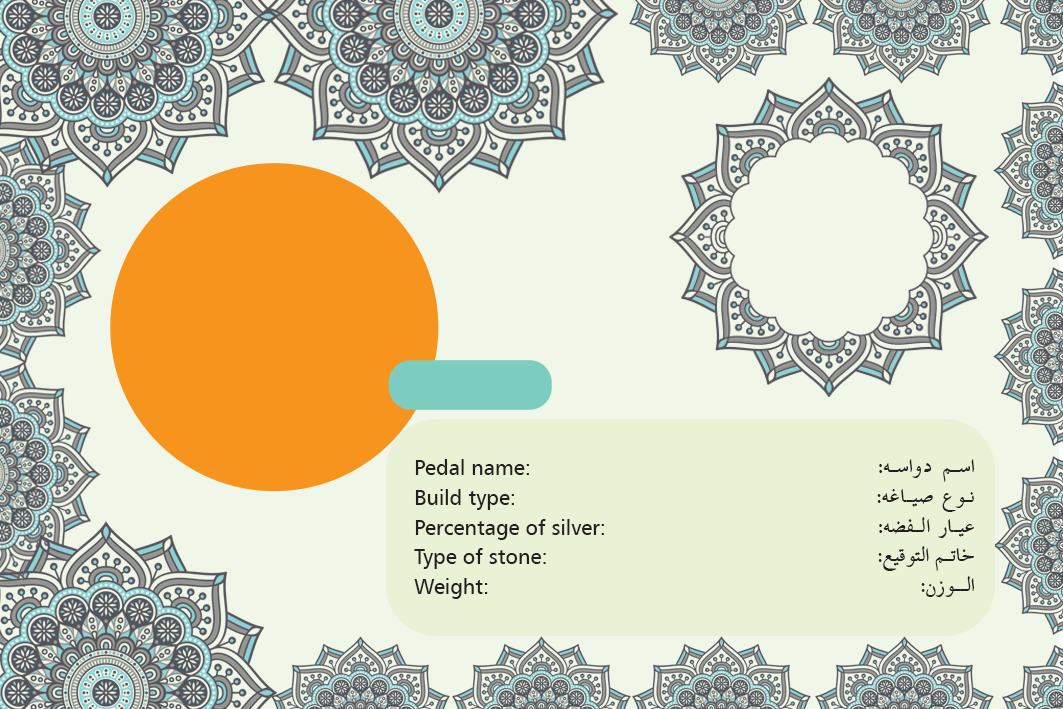 Pedal name:
اسم دواسه:
Build type:
نوع صياغه:
Percentage of silver:
عيار الفضه:
Type of stone:
خاتم التوقيع:
Weight:
الوزن: